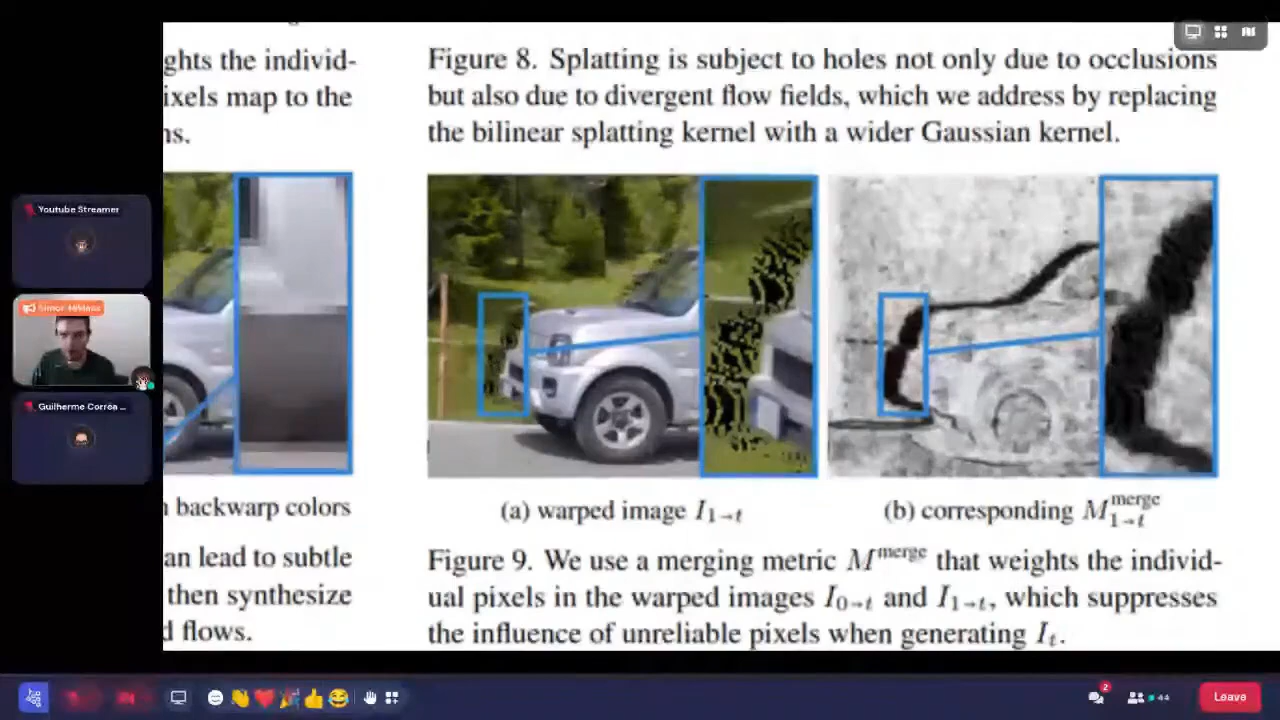 ghts the individ-
ixels map to the
ns.
Figure 8. Splatting is subject to holes not only due to occlusions
but also due to divergent flow fields, which we address by replacing
the bilinear splatting kernel with a wider Gaussian kernel.
Youtube Streamer
Guilherme Corrêa ...
backwarp colors
an lead to subtle
then synthesize
d flows.
(a) warped image I1→t
(b) corresponding M1→t^merge
Figure 9. We use a merging metric M^merge that weights the individ-
ual pixels in the warped images I0→t and I1→t, which suppresses
the influence of unreliable pixels when generating It.
2
44
Leave